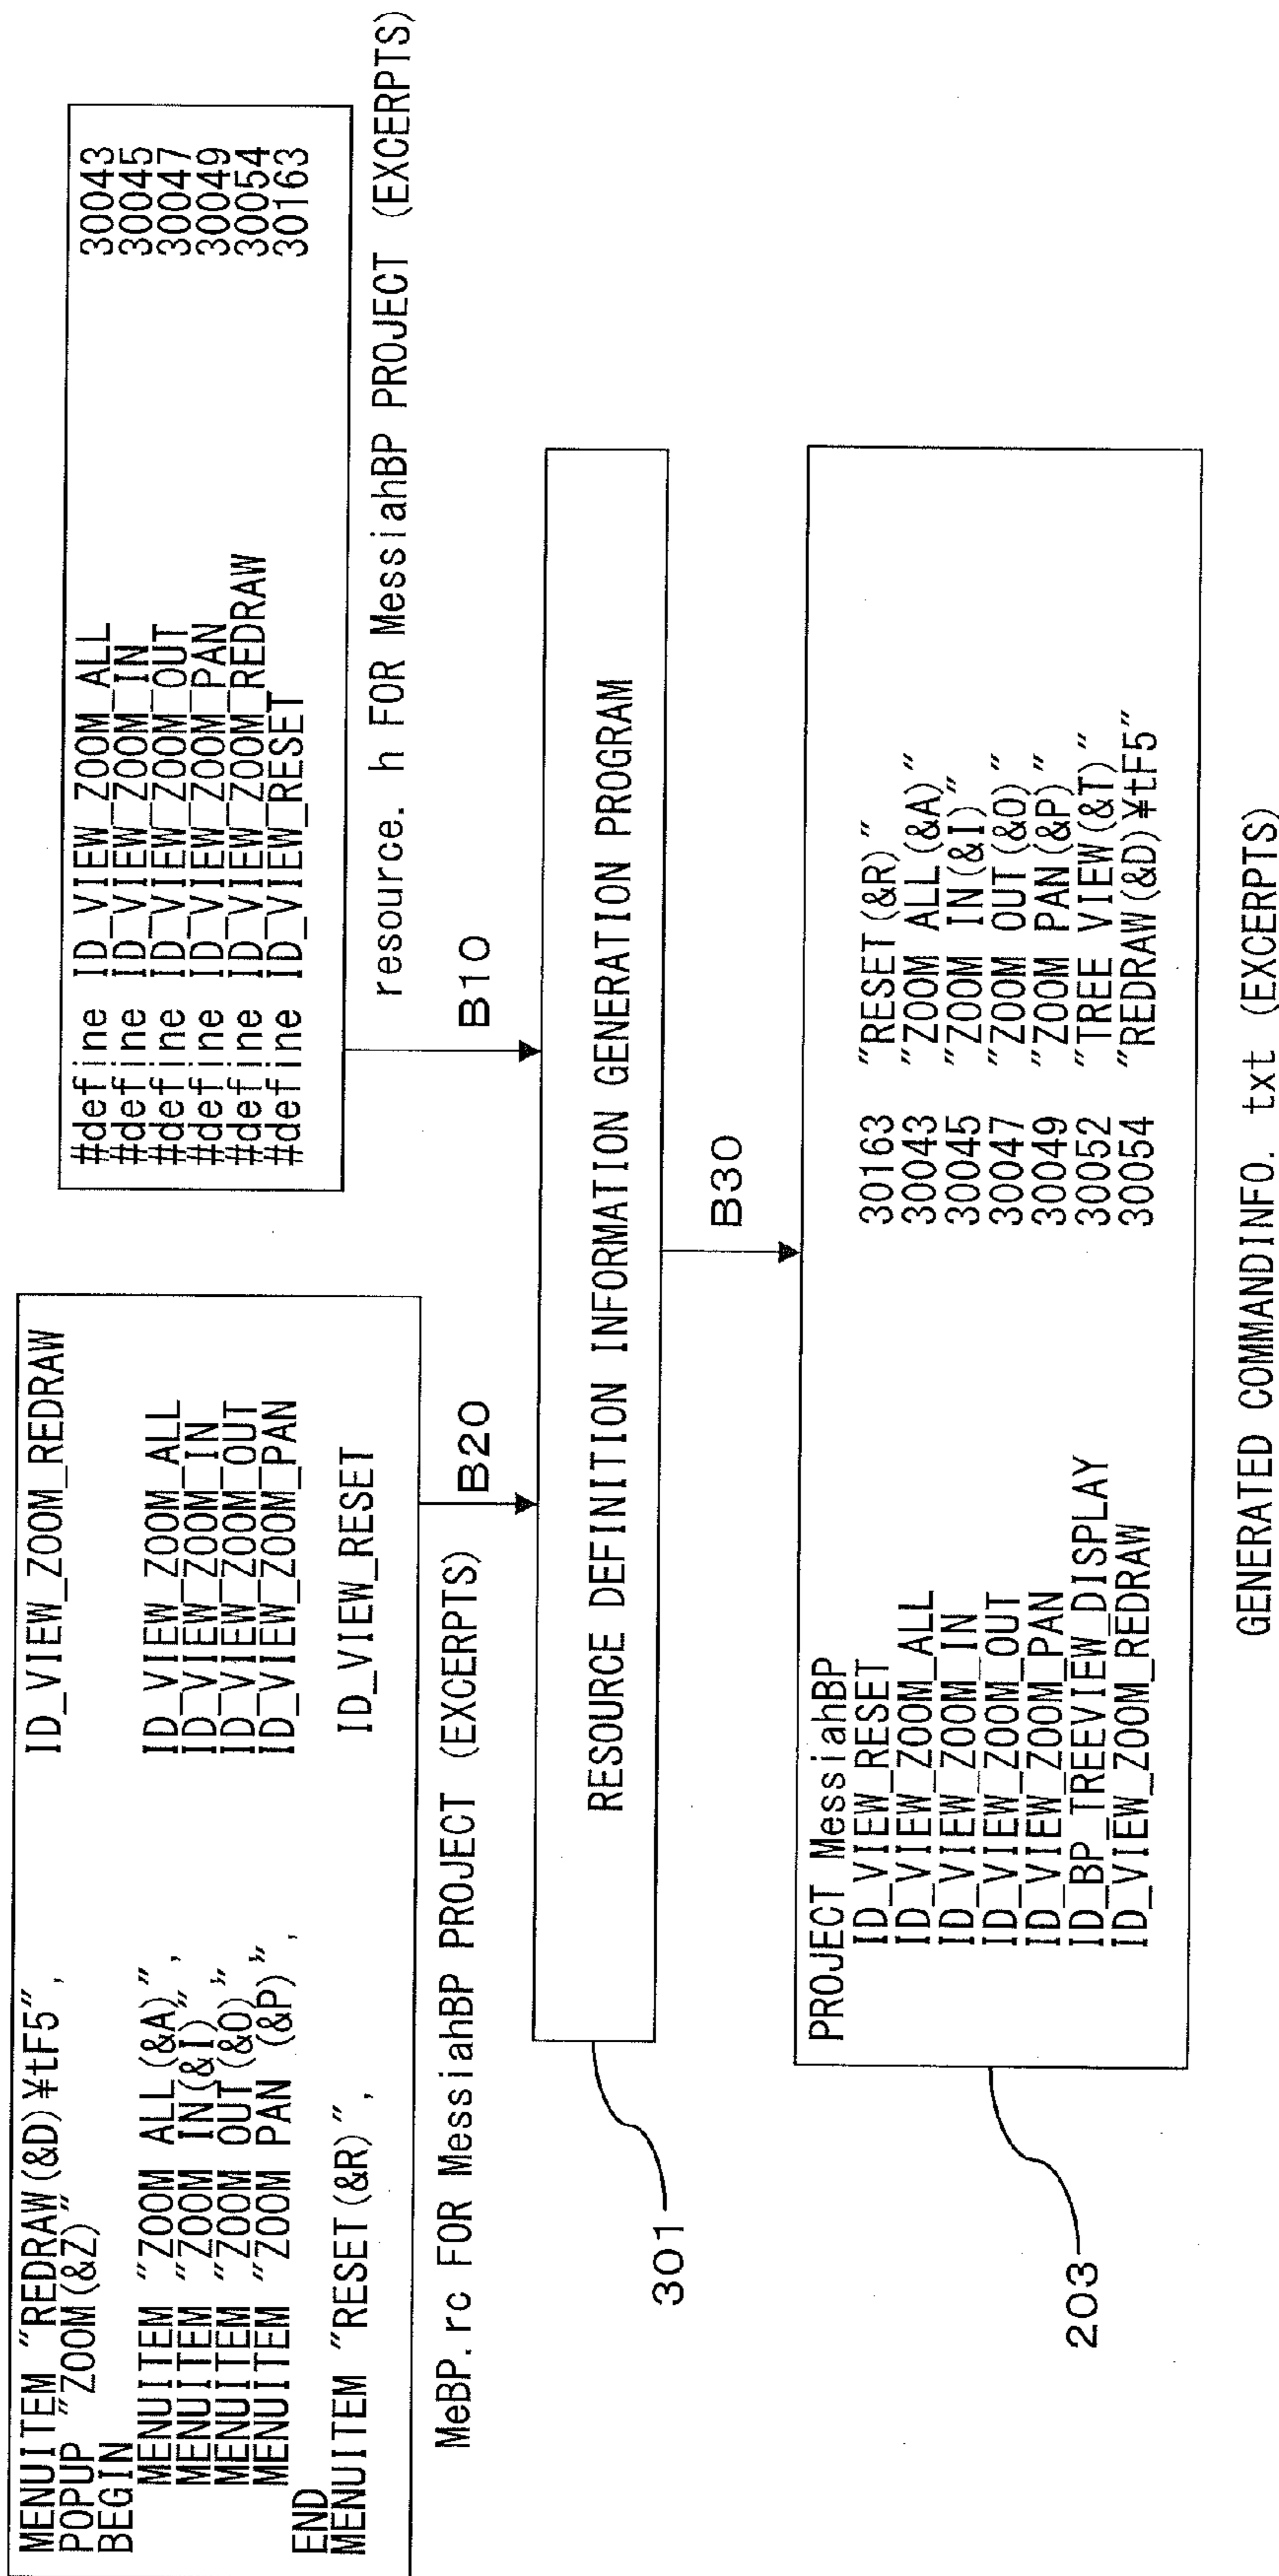 MENUITEM "REDRAW(&D)¥tF5", ID_VIEW_ZOOM_REDRAW
POPUP "ZOOM(&Z)"
BEGIN
MENUITEM "ZOOM ALL(&A)", ID_VIEW_ZOOM_ALL
MENUITEM "ZOOM IN(&I)", ID_VIEW_ZOOM_IN
MENUITEM "ZOOM OUT(&O)", ID_VIEW_ZOOM_OUT
MENUITEM "ZOOM PAN (&P)", ID_VIEW_ZOOM_PAN
END
MENUITEM "RESET(&R)", ID_VIEW_RESET
MeBP.rc FOR MessiahBP PROJECT (EXCERPTS)
#define ID_VIEW_ZOOM_ALL 30043
#define ID_VIEW_ZOOM_IN 30045
#define ID_VIEW_ZOOM_OUT 30047
#define ID_VIEW_ZOOM_PAN 30049
#define ID_VIEW_ZOOM_REDRAW 30054
#define ID_VIEW_RESET 30163
resource. h FOR MessiahBP PROJECT (EXCERPTS)
B20
B10
RESOURCE DEFINITION INFORMATION GENERATION PROGRAM
301
B30
PROJECT MessiahBP
ID_VIEW_RESET 30163 "RESET(&R)"
ID_VIEW_ZOOM_ALL 30043 "ZOOM ALL(&A)"
ID_VIEW_ZOOM_IN 30045 "ZOOM IN(&I)"
ID_VIEW_ZOOM_OUT 30047 "ZOOM OUT(&O)"
ID_VIEW_ZOOM_PAN 30049 "ZOOM PAN(&P)"
ID_BP_TREEVIEW_DISPLAY 30052 "TREE VIEW(&T)"
ID_VIEW_ZOOM_REDRAW 30054 "REDRAW(&D)¥tF5"
203
GENERATED COMMANDINFO. txt (EXCERPTS)